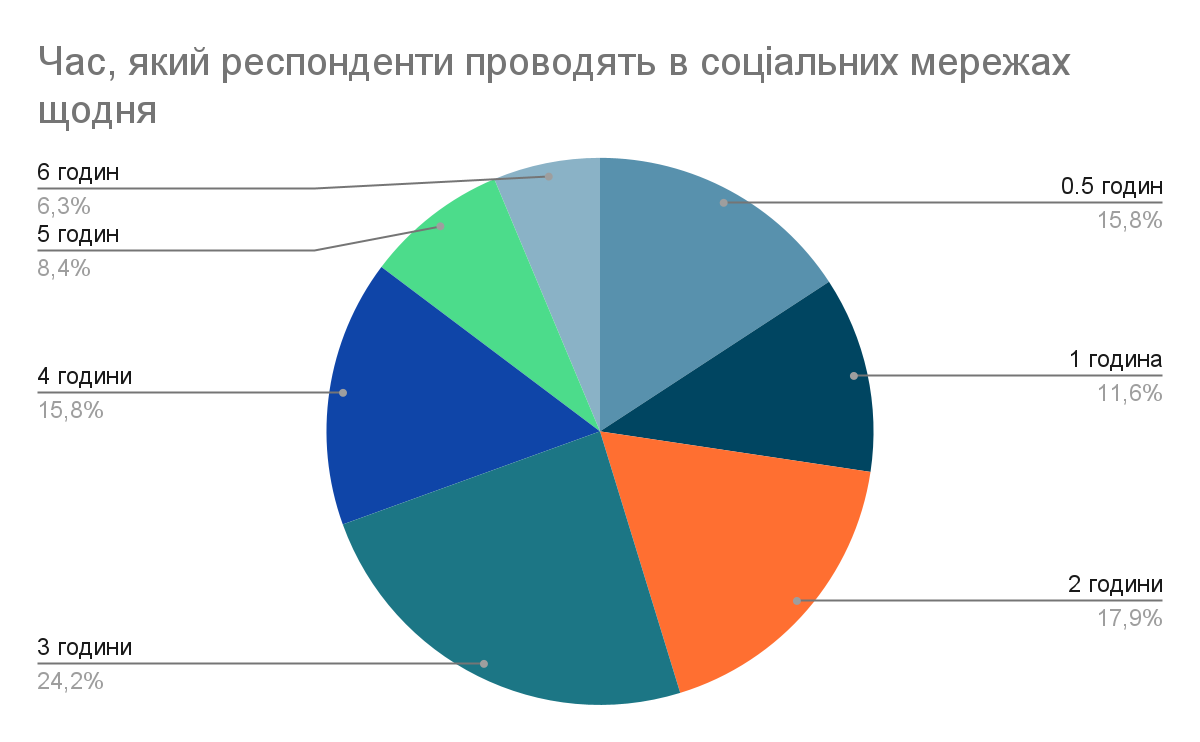 Час, який респонденти проводять в соціальних мережах
щодня
6 годин
6,3%
5 годин
8,4%
4 години
15,8%
3 години
24,2%
0.5 годин
15,8%
1 година
11,6%
2 години
17,9%